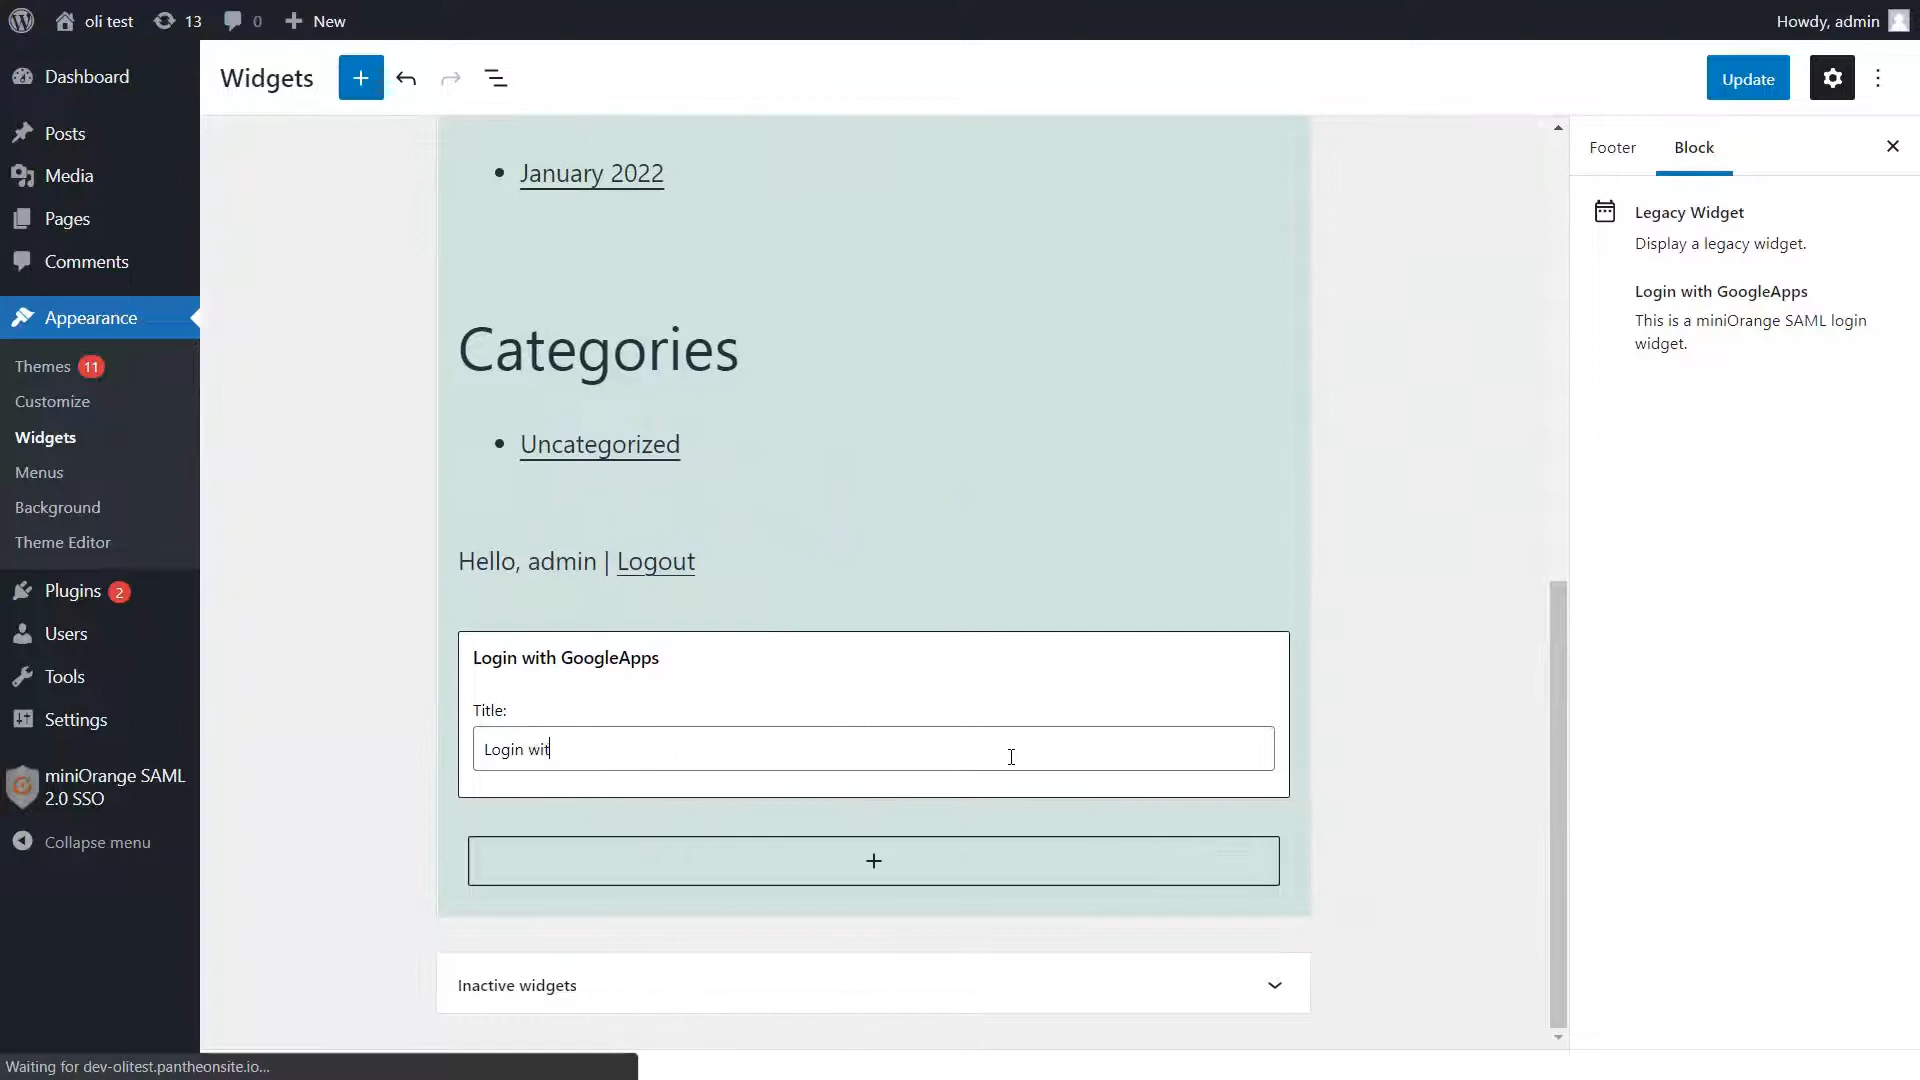 oli test
13
0
New
Howdy, admin
Dashboard
Posts
Media
Pages
Comments
Appearance
Themes 11
Customize
Widgets
Menus
Background
Theme Editor
Plugins 2
Users
Tools
Settings
miniOrange SAML
2.0 SSO
Collapse menu
Widgets
Update
January 2022
Categories
Uncategorized
Hello, admin | Logout
Login with GoogleApps
Title:
Login wit
Inactive widgets
Footer
Block
Legacy Widget
Display a legacy widget.
Login with GoogleApps
This is a miniOrange SAML login
widget.
Waiting for dev-olitest.pantheonsite.io...